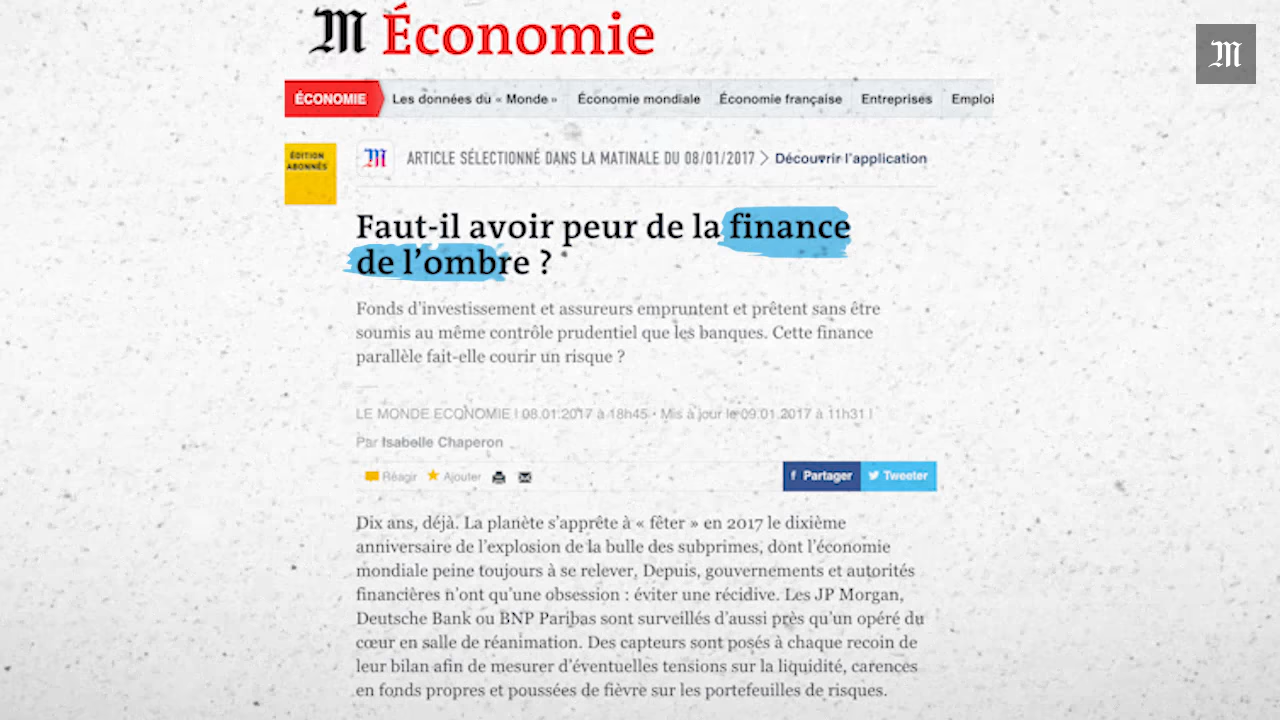 M Économie
M
ÉCONOMIE Les données du « Monde » Économie mondiale Économie française Entreprises Emploi
ÉDITION
ABONNÉS
M ARTICLE SÉLECTIONNÉ DANS LA MATINALE DU 08/01/2017 > Découvrir l'application
Faut-il avoir peur de la finance
de l'ombre ?
Fonds d'investissement et assureurs empruntent et prêtent sans être
soumis au même contrôle prudentiel que les banques. Cette finance
parallèle fait-elle courir un risque ?
LE MONDE ECONOMIE | 08.01.2017 à 18h45 • Mis à jour le 09.01.2017 à 11h31 |
Par Isabelle Chaperon
Réagir Ajouter
f Partager Tweeter
Dix ans, déjà. La planète s'apprête à « fêter » en 2017 le dixième
anniversaire de l'explosion de la bulle des subprimes, dont l'économie
mondiale peine toujours à se relever. Depuis, gouvernements et autorités
financières n'ont qu'une obsession : éviter une récidive. Les JP Morgan,
Deutsche Bank ou BNP Paribas sont surveillés d'aussi près qu'un opéré du
cœur en salle de réanimation. Des capteurs sont posés à chaque recoin de
leur bilan afin de mesurer d'éventuelles tensions sur la liquidité, carences
en fonds propres et poussées de fièvre sur les portefeuilles de risques.